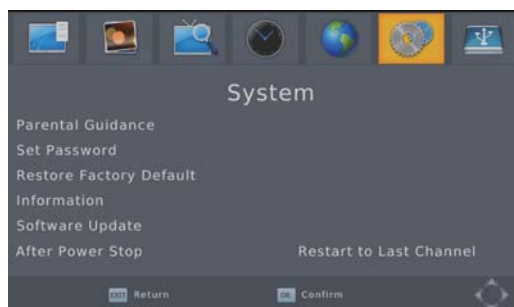 System
Parental Guidance
Set Password
Restore Factory Default
Information
Software Update
After Power Stop Restart to Last Channel
EXIT Return OK Confirm